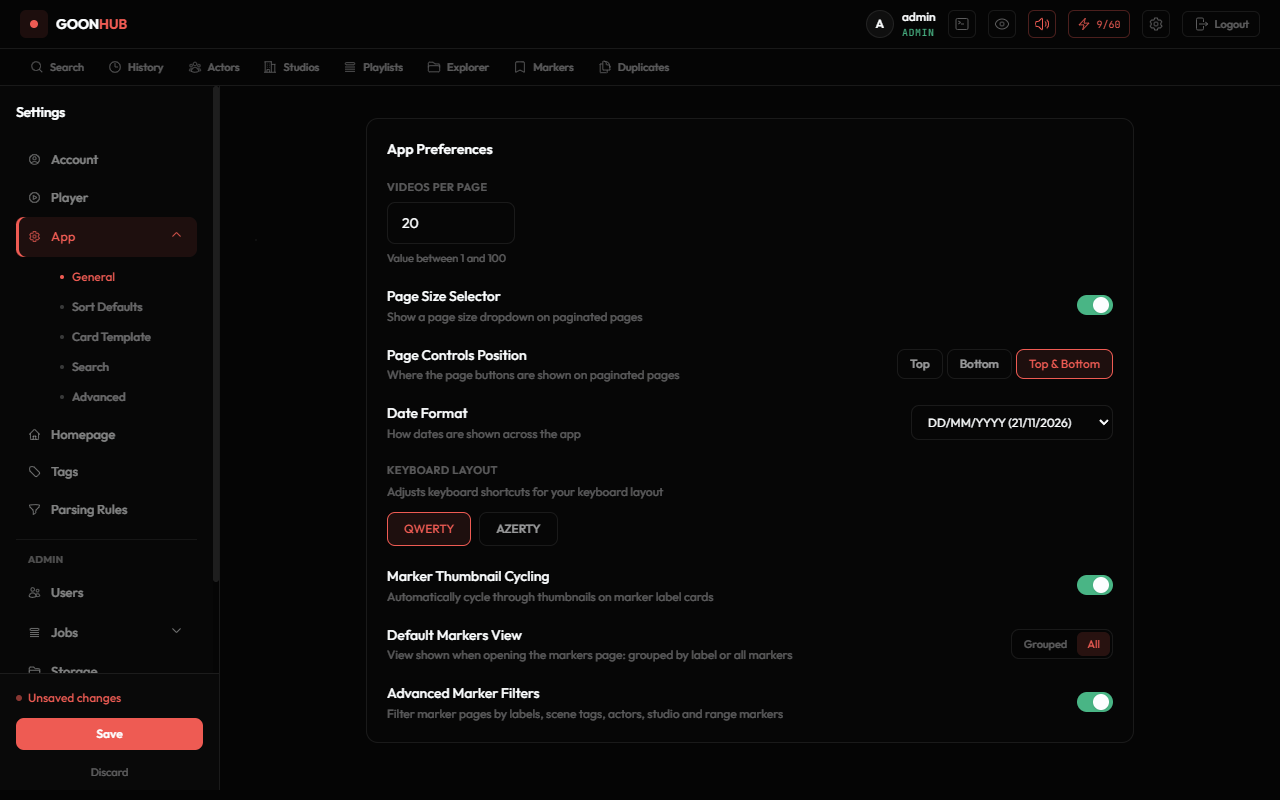 GOONHUB
A
admin
ADMIN
9/60
Logout
Search
History
Actors
Studios
Playlists
Explorer
Markers
Duplicates
Settings
Account
Player
App
General
Sort Defaults
Card Template
Search
Advanced
Homepage
Tags
Parsing Rules
ADMIN
Users
Jobs
Storage
Unsaved changes
Save
Discard
App Preferences
VIDEOS PER PAGE
20
Value between 1 and 100
Page Size Selector
Show a page size dropdown on paginated pages
Page Controls Position
Where the page buttons are shown on paginated pages
Top
Bottom
Top & Bottom
Date Format
How dates are shown across the app
DD/MM/YYYY (21/11/2026)
KEYBOARD LAYOUT
Adjusts keyboard shortcuts for your keyboard layout
QWERTY
AZERTY
Marker Thumbnail Cycling
Automatically cycle through thumbnails on marker label cards
Default Markers View
View shown when opening the markers page: grouped by label or all markers
Grouped
All
Advanced Marker Filters
Filter marker pages by labels, scene tags, actors, studio and range markers